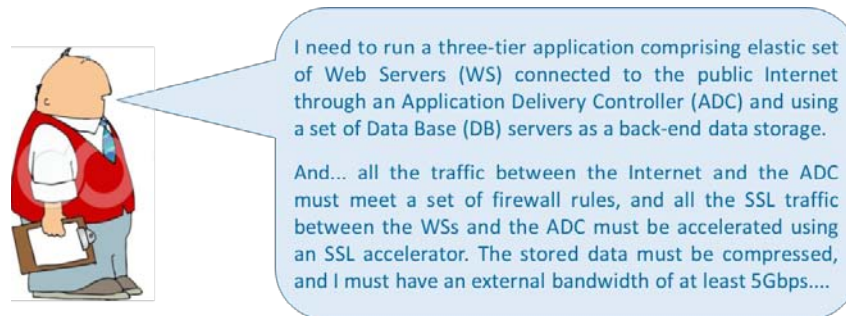 I need to run a three-tier application comprising elastic set
of Web Servers (WS) connected to the public Internet
through an Application Delivery Controller (ADC) and using
a set of Data Base (DB) servers as a back-end data storage.
And... all the traffic between the Internet and the ADC
must meet a set of firewall rules, and all the SSL traffic
between the WSs and the ADC must be accelerated using
an SSL accelerator. The stored data must be compressed,
and I must have an external bandwidth of at least 5Gbps....